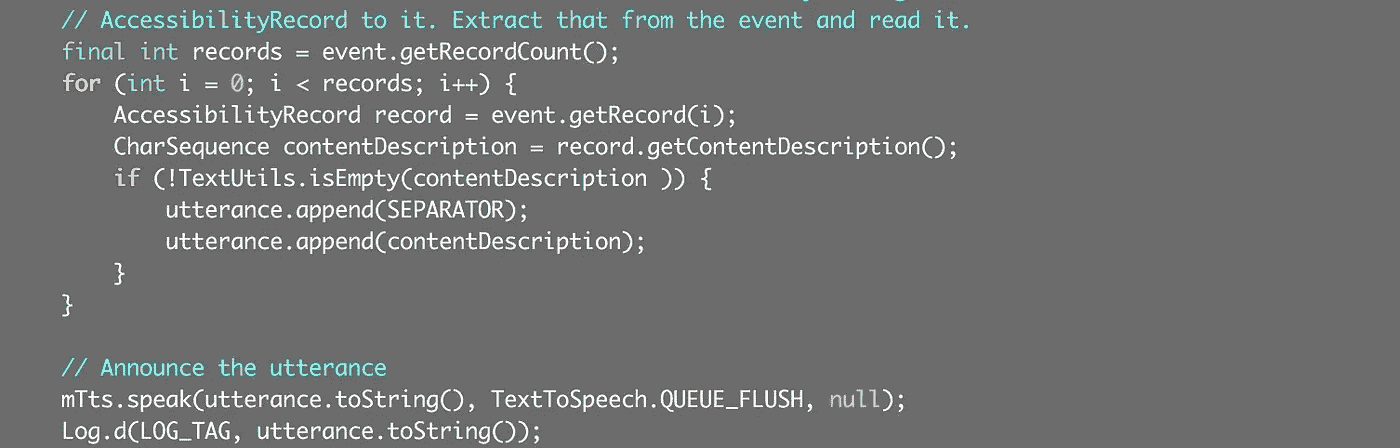 // AccessibilityRecord to it. Extract that from the event and read it.
final int records = event.getRecordCount();
for (int i = 0; i < records; i++) {
    AccessibilityRecord record = event.getRecord(i);
    CharSequence contentDescription = record.getContentDescription();
    if (!TextUtils.isEmpty(contentDescription )) {
        utterance.append(SEPARATOR);
        utterance.append(contentDescription);
    }
}

// Announce the utterance
mTts.speak(utterance.toString(), TextToSpeech.QUEUE_FLUSH, null);
Log.d(LOG_TAG, utterance.toString());